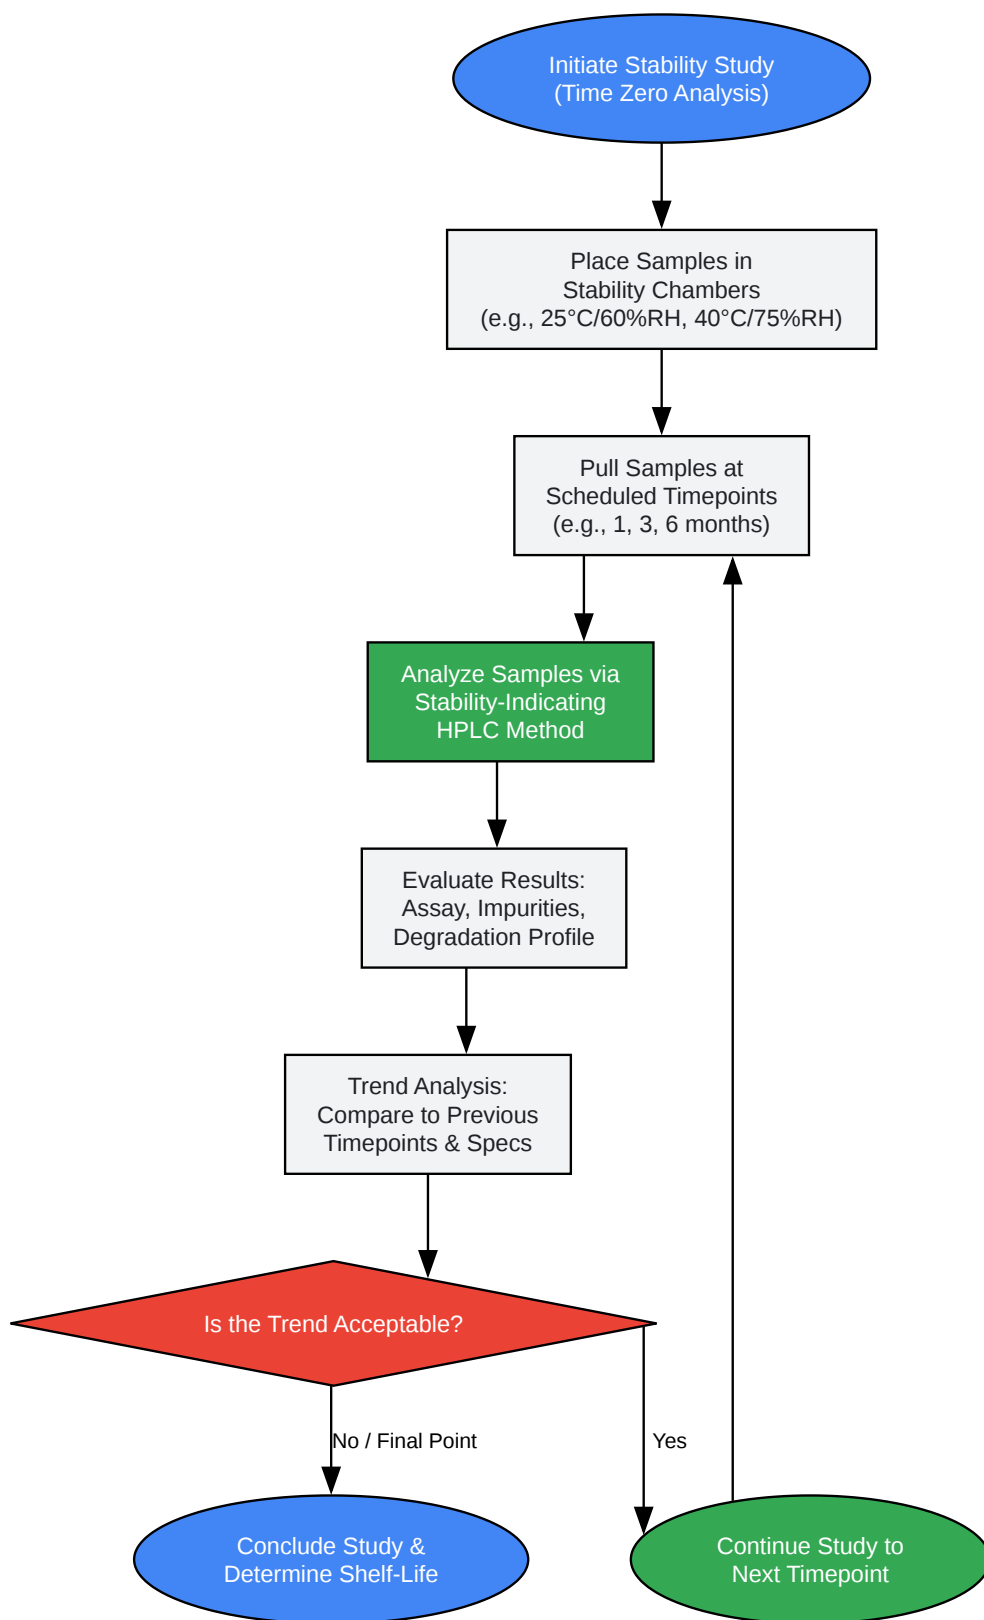 Initiate Stability Study
(Time Zero Analysis)
Place Samples in
Stability Chambers
(e.g., 25°C/60%RH, 40°C/75%RH)
Pull Samples at
Scheduled Timepoints
(e.g., 1, 3, 6 months)
Analyze Samples via
Stability-Indicating
HPLC Method
Evaluate Results:
Assay, Impurities,
Degradation Profile
Trend Analysis:
Compare to Previous
Timepoints & Specs
Is the Trend Acceptable?
No / Final Point
Yes
Conclude Study &
Determine Shelf-Life
Continue Study to
Next Timepoint